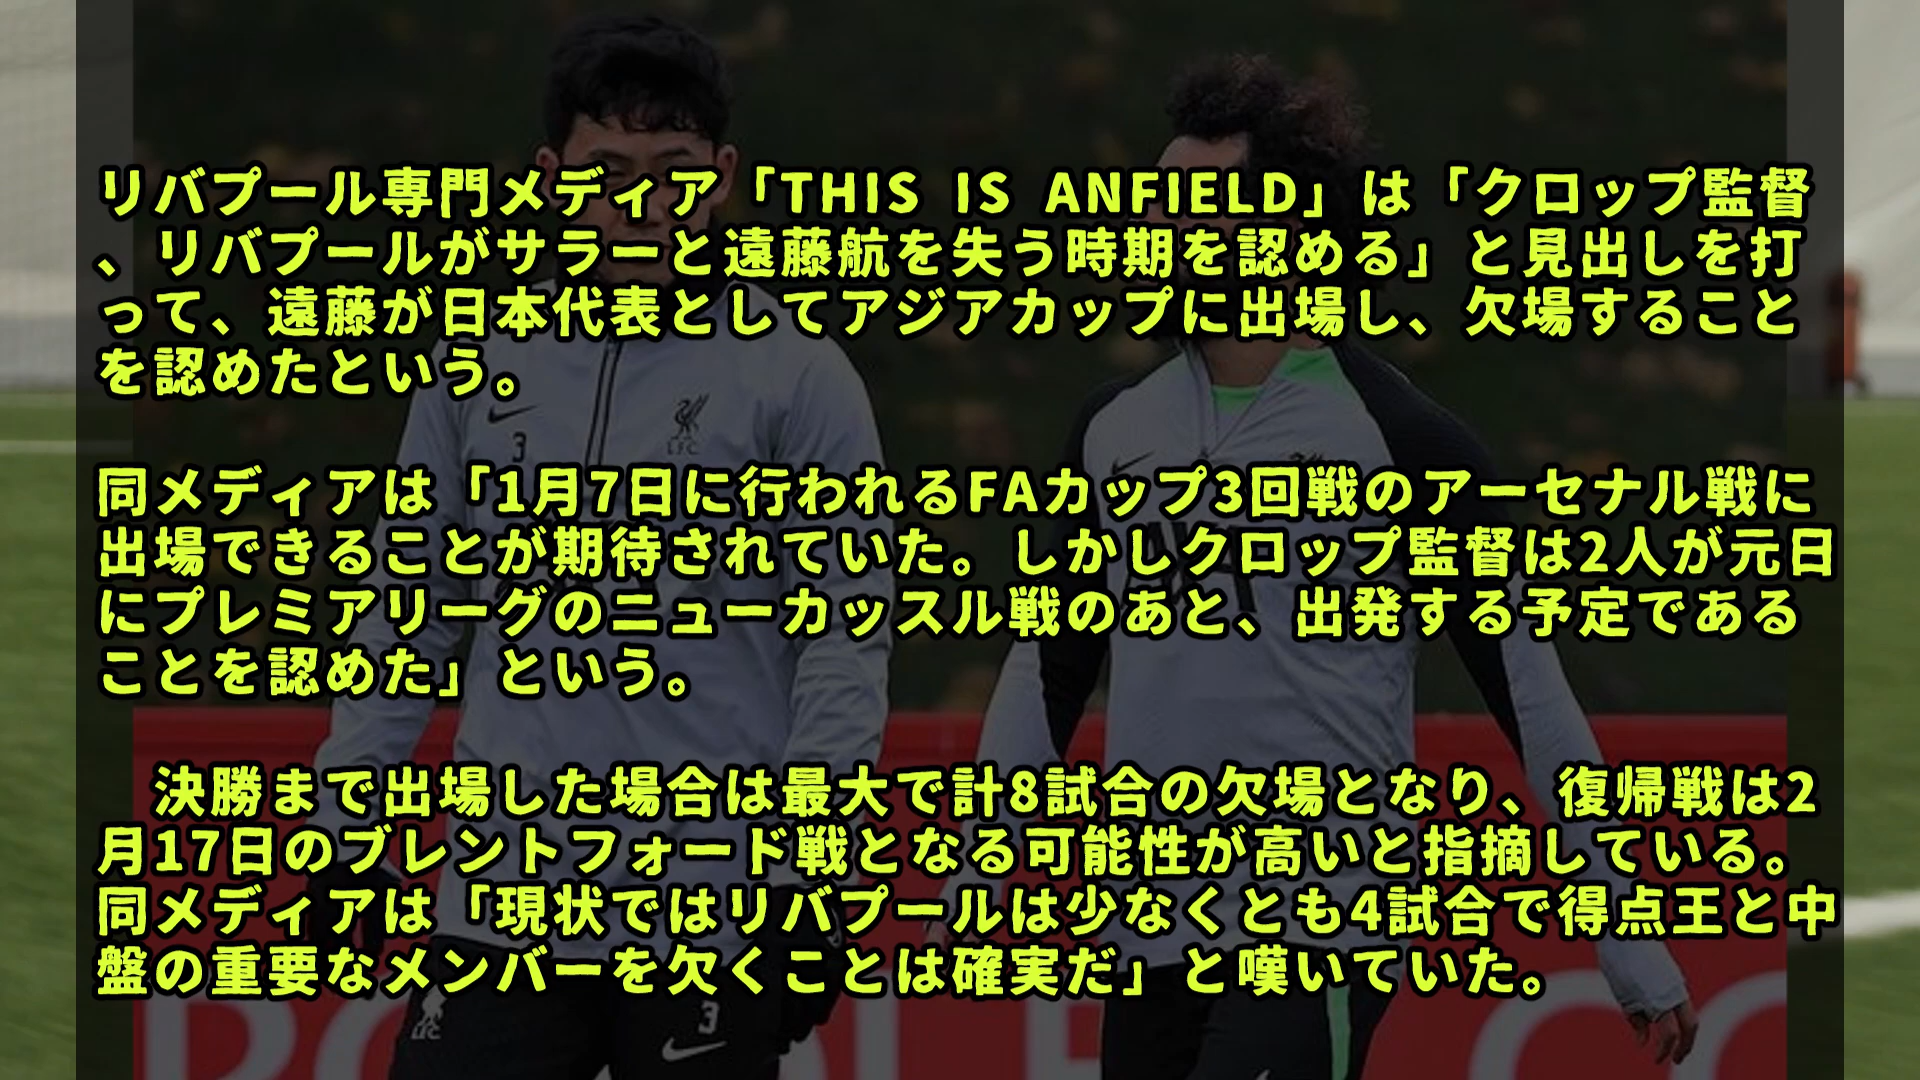 リバプール専門メディア「THIS IS ANFIELD」は「クロップ監督
、リバプールがサラーと遠藤航を失う時期を認める」と見出しを打
って、遠藤が日本代表としてアジアカップに出場し、欠場すること
を認めたという。
同メディアは「1月7日に行われるFAカップ3回戦のアーセナル戦に
出場できることが期待されていた。しかしクロップ監督は2人が元日
にプレミアリーグのニューカッスル戦のあと、出発する予定である
ことを認めた」という。
決勝まで出場した場合は最大で計8試合の欠場となり、復帰戦は2
月17日のブレントフォード戦となる可能性が高いと指摘している。
同メディアは「現状ではリバプールは少なくとも4試合で得点王と中
盤の重要なメンバーを欠くことは確実だ」と嘆いていた。
3
L.F.C.
LFC
3